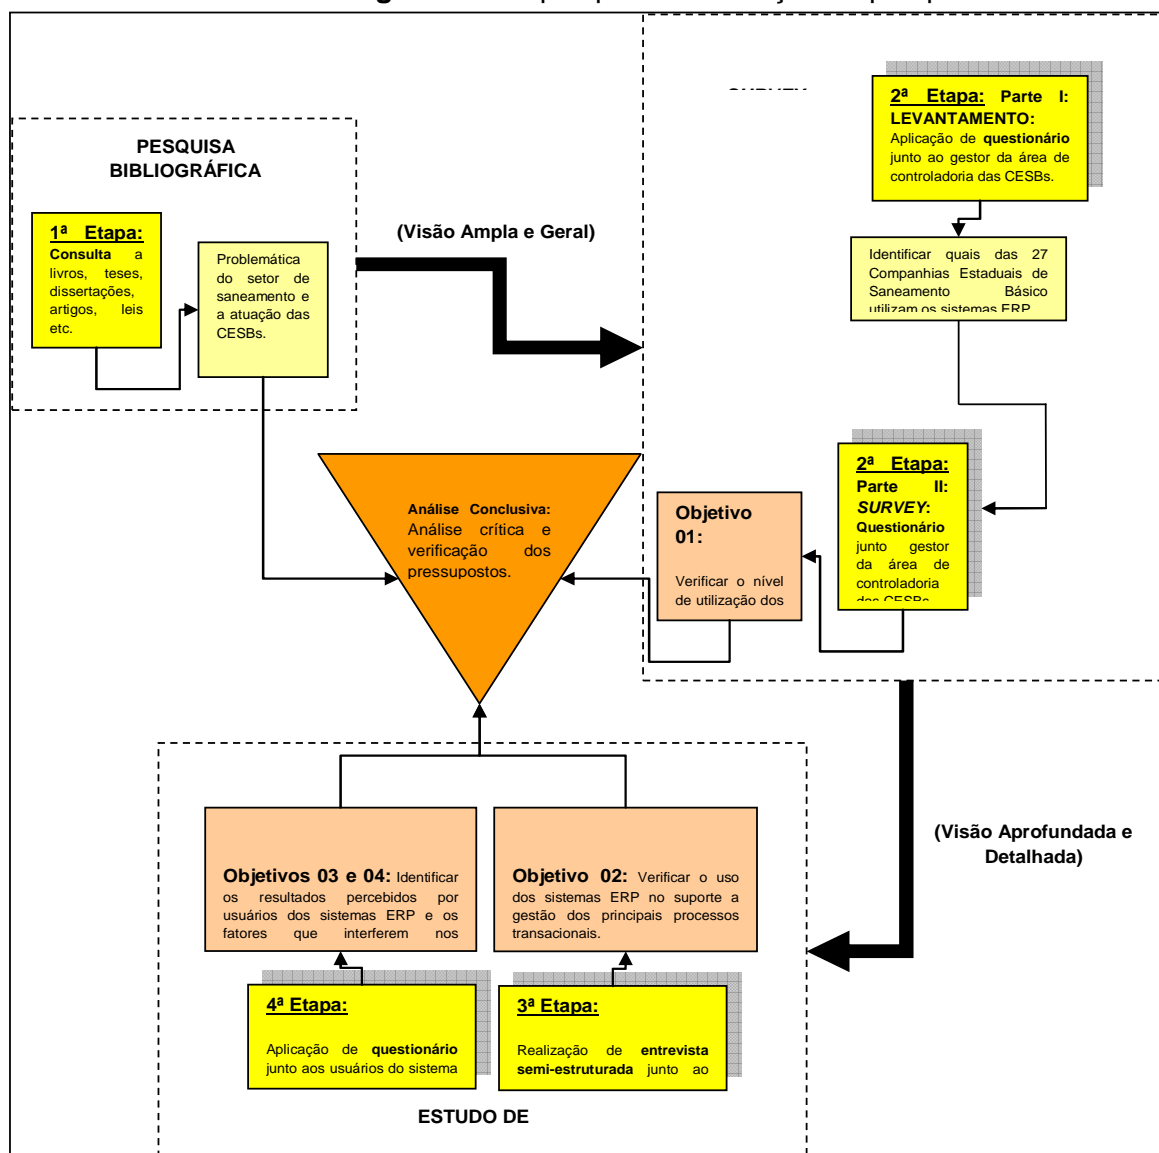 PESQUISA
BIBLIOGRÁFICA
1ª Etapa:
Consulta a
livros, teses,
dissertações,
artigos, leis
etc.
Problemática
do setor de
saneamento e
a atuação das
CESBs.
(Visão Ampla e Geral)
2ª Etapa: Parte I:
LEVANTAMENTO:
Aplicação de questionário
junto ao gestor da área de
controladoria das CESBs.
Identificar quais das 27
Companhias Estaduais de
Saneamento Básico
utilizam os sistemas ERP
2ª Etapa:
Parte II:
SURVEY:
Questionário
junto gestor
da área de
controladoria
das CESBs
Objetivo
01:
Verificar o nível
de utilização dos
Análise Conclusiva:
Análise crítica e
verificação dos
pressupostos.
(Visão Aprofundada e
Detalhada)
Objetivos 03 e 04: Identificar
os resultados percebidos por
usuários dos sistemas ERP e os
fatores que interferem nos
Objetivo 02: Verificar o uso
dos sistemas ERP no suporte a
gestão dos principais processos
transacionais.
4ª Etapa:
Aplicação de questionário
junto aos usuários do sistema
3ª Etapa:
Realização de entrevista
semi-estruturada junto ao
ESTUDO DE